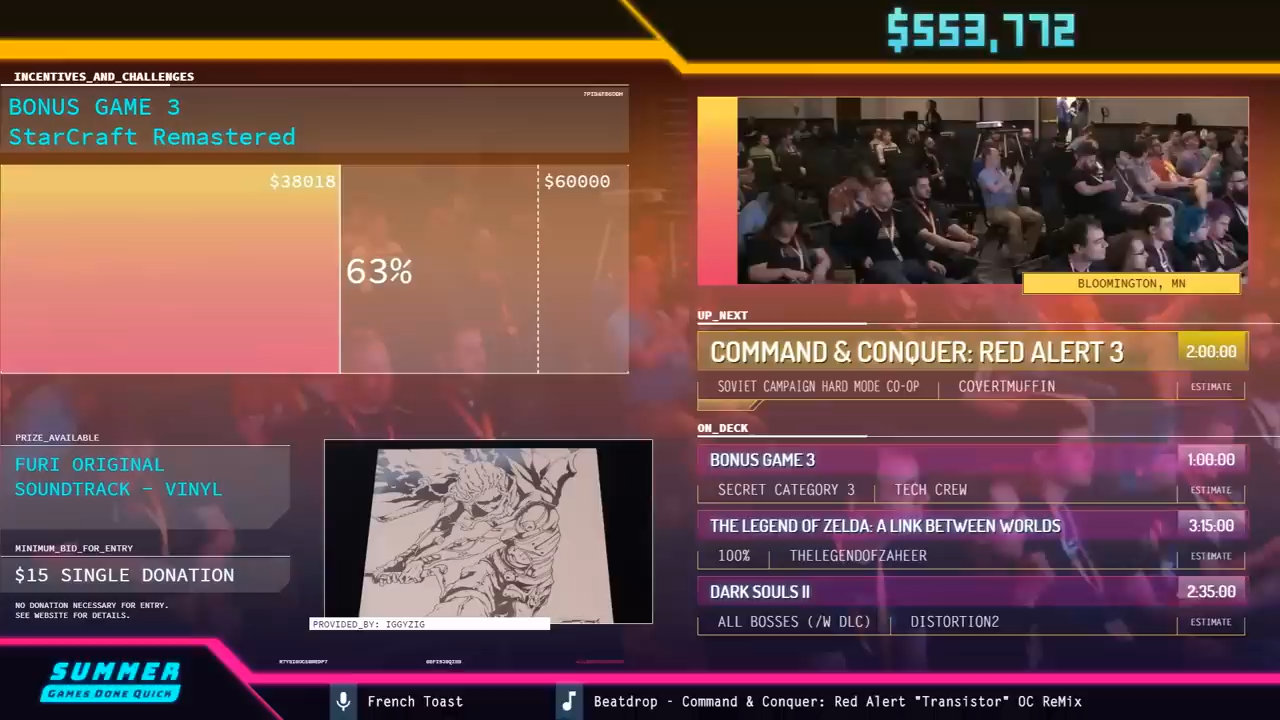 $553,772
INCENTIVES_AND_CHALLENGES
BONUS GAME 3
StarCraft Remastered
$38018
$60000
63%
PRIZE_AVAILABLE
FURI ORIGINAL
SOUNDTRACK - VINYL
MINIMUM_BID_FOR_ENTRY
$15 SINGLE DONATION
NO DONATION NECESSARY FOR ENTRY.
SEE WEBSITE FOR DETAILS.
PROVIDED_BY: IGGYZIG
BLOOMINGTON, MN
UP_NEXT
COMMAND & CONQUER: RED ALERT 3 2:00:00
SOVIET CAMPAIGN HARD MODE CO-OP COVERTMUFFIN ESTIMATE
ON_DECK
BONUS GAME 3 1:00:00
SECRET CATEGORY 3 TECH CREW ESTIMATE
THE LEGEND OF ZELDA: A LINK BETWEEN WORLDS 3:15:00
100% THELEGENDOFZAHEER ESTIMATE
DARK SOULS II 2:35:00
ALL BOSSES (/W DLC) DISTORTION2 ESTIMATE
SUMMER
GAMES DONE QUICK
French Toast
Beatdrop - Command & Conquer: Red Alert "Transistor" OC ReMix